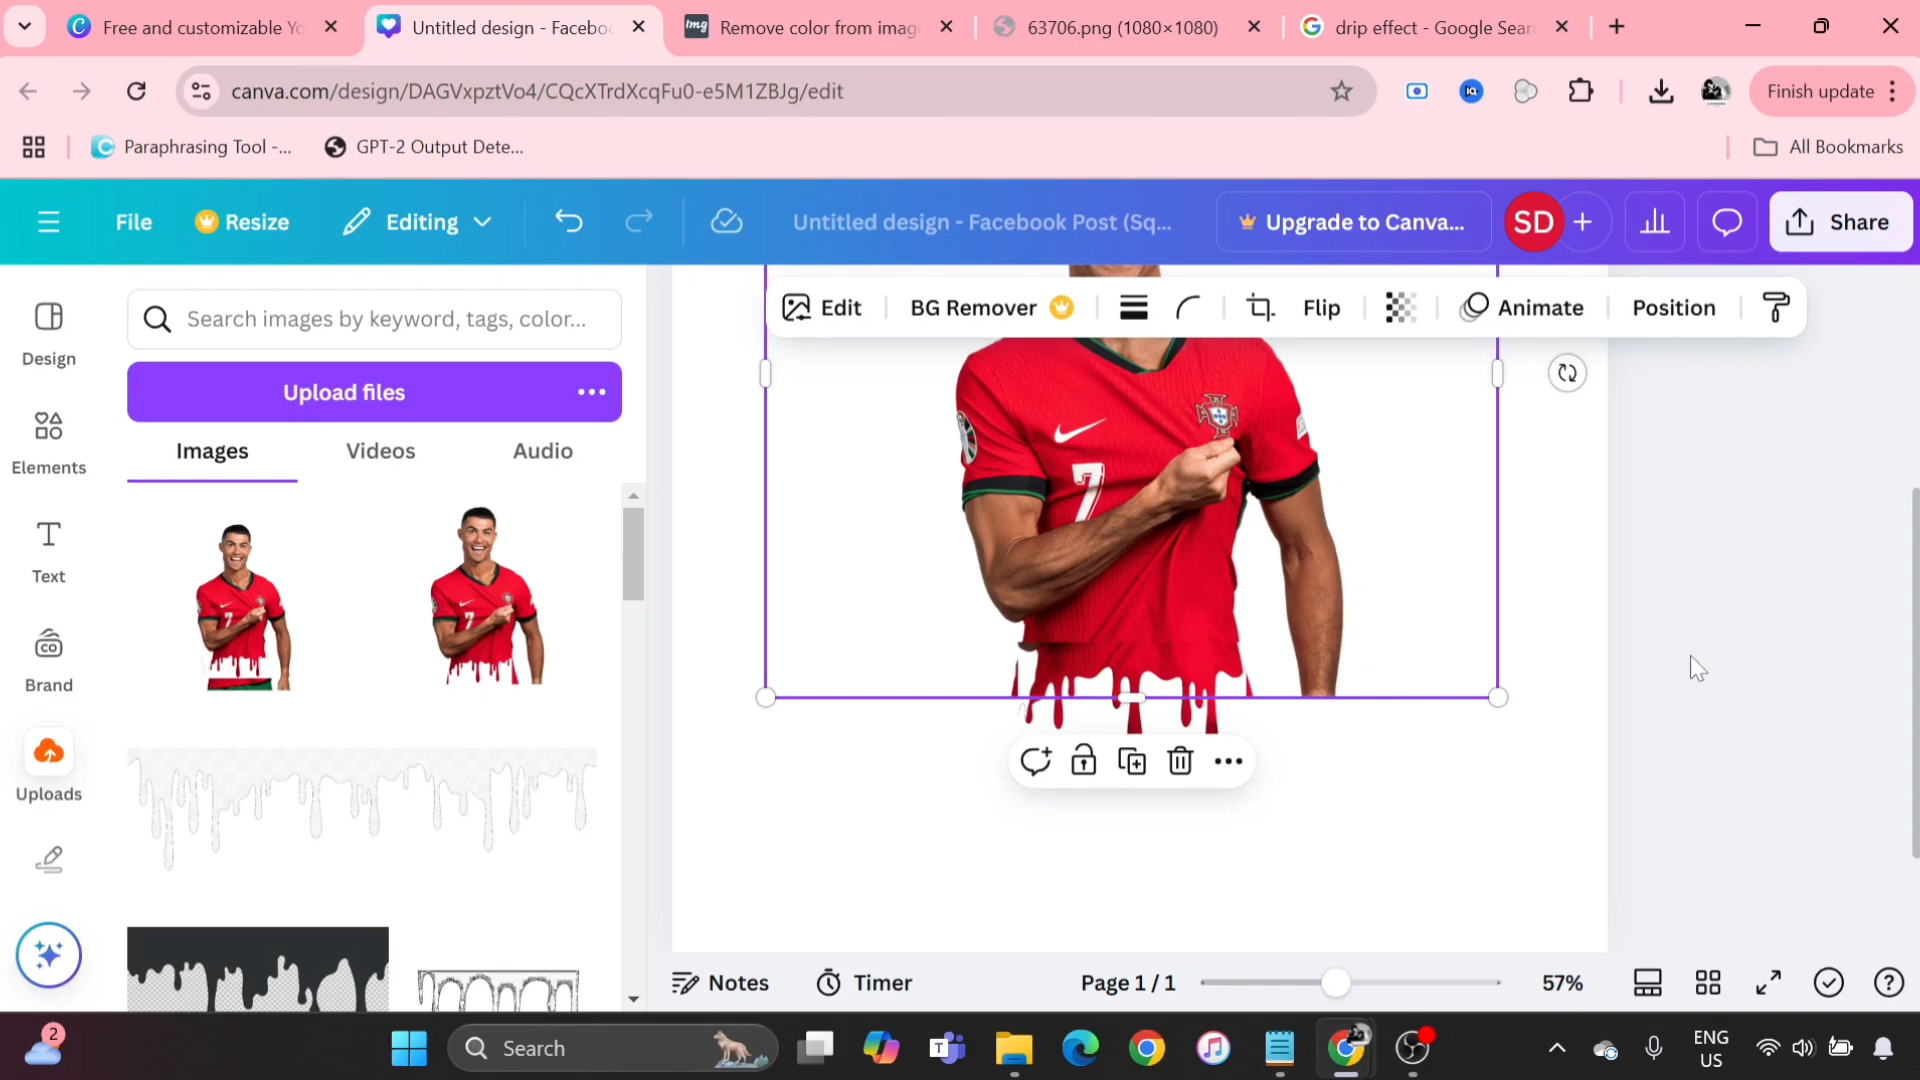 Free and customizable Yo
Untitled design - Facebo
img
Remove color from imag
63706.png (1080×1080)
drip effect - Google Sear
canva.com/design/DAGVxpztVo4/CQcXTrdXcqFu0-e5M1ZBJg/edit
Finish update
Paraphrasing Tool -...
GPT-2 Output Dete...
All Bookmarks
File
Resize
Editing
Untitled design - Facebook Post (Sq...
Upgrade to Canva...
SD
Share
Search images by keyword, tags, color...
Upload files
Images
Videos
Audio
Design
Elements
Text
Brand
Uploads
Edit
BG Remover
Flip
Animate
Position
7
Notes
Timer
Page 1 / 1
57%
2
Search
ENG
US